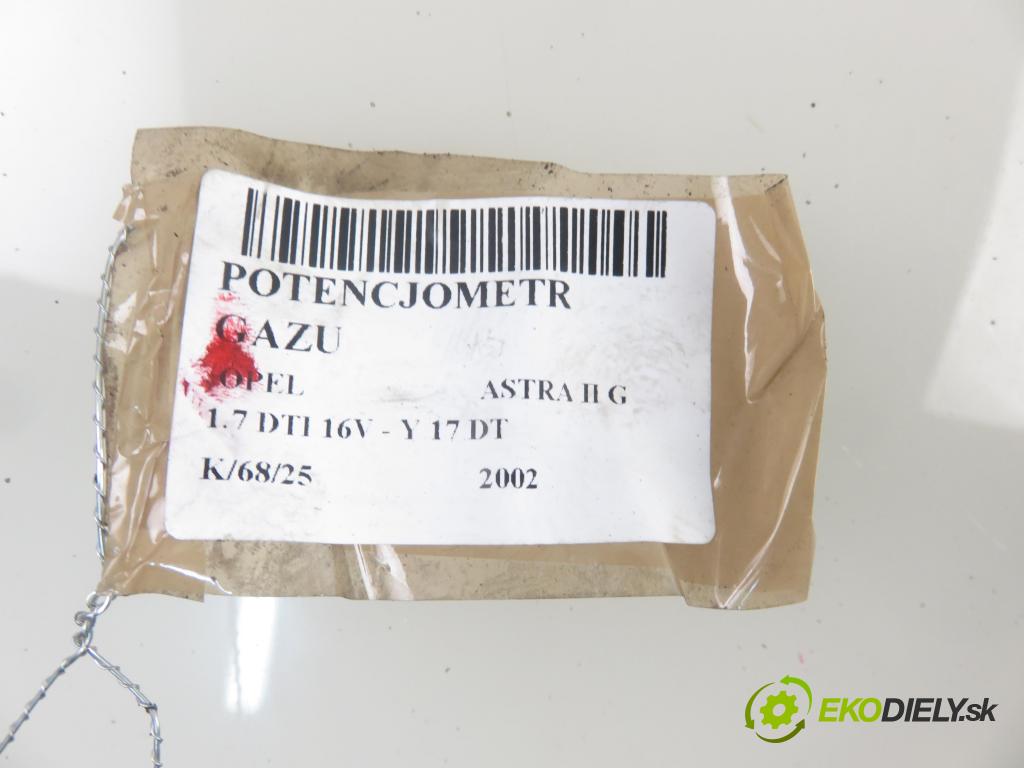 POTENCJOMETR
GAZU
OPEL ASTRA II G
1.7 DTI 16V - Y 17 DT
K/68/25 2002
EKODIELY.sk